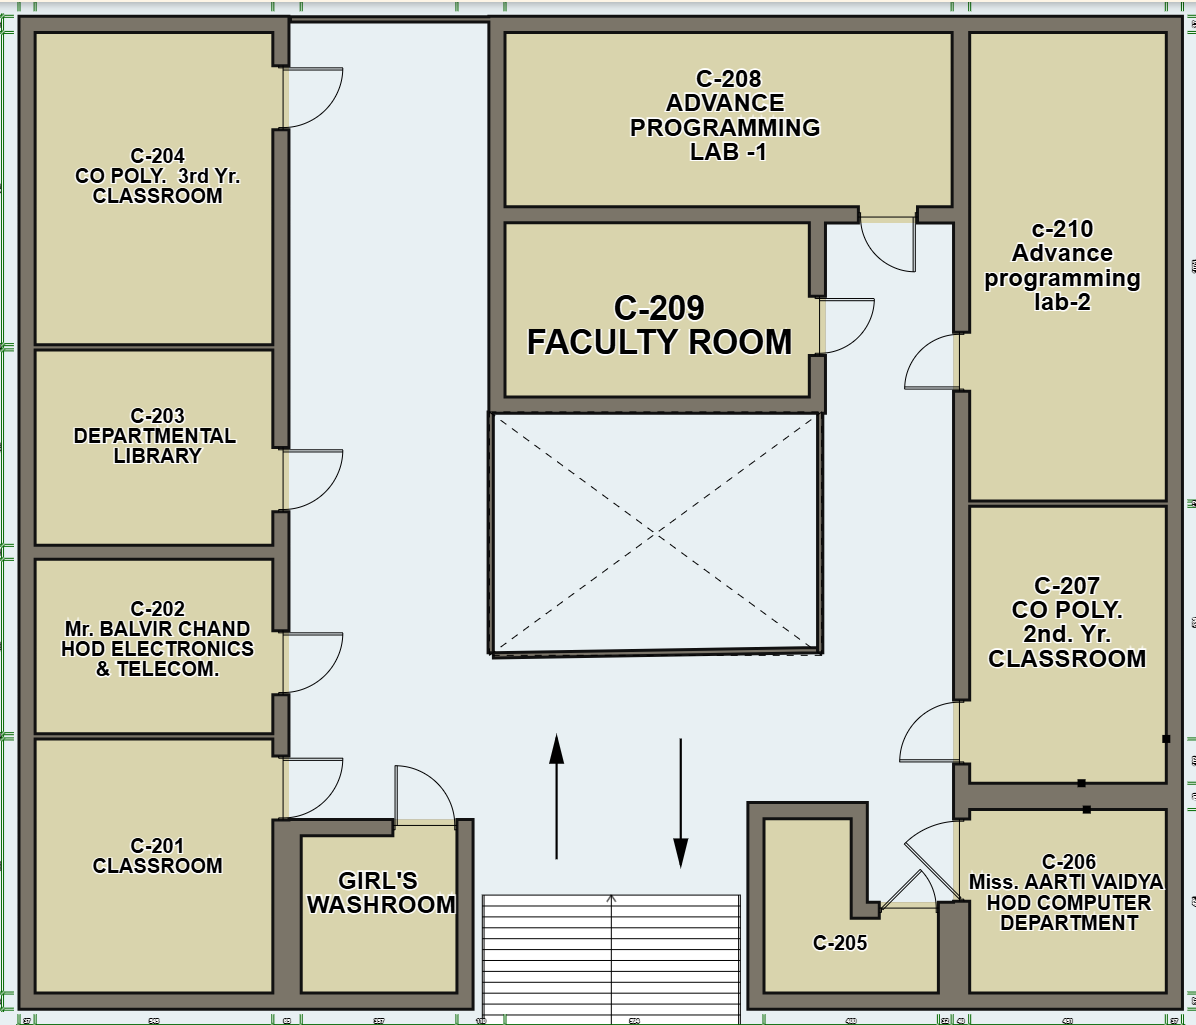 C-204
CO POLY. 3rd Yr.
CLASSROOM
C-208
ADVANCE
PROGRAMMING
LAB -1
c-210
Advance
programming
lab-2
C-209
FACULTY ROOM
C-203
DEPARTMENTAL
LIBRARY
C-202
Mr. BALVIR CHAND
HOD ELECTRONICS
& TELECOM.
C-207
CO POLY.
2nd. Yr.
CLASSROOM
C-201
CLASSROOM
GIRL'S
WASHROOM
C-205
C-206
Miss. AARTI VAIDYA
HOD COMPUTER
DEPARTMENT